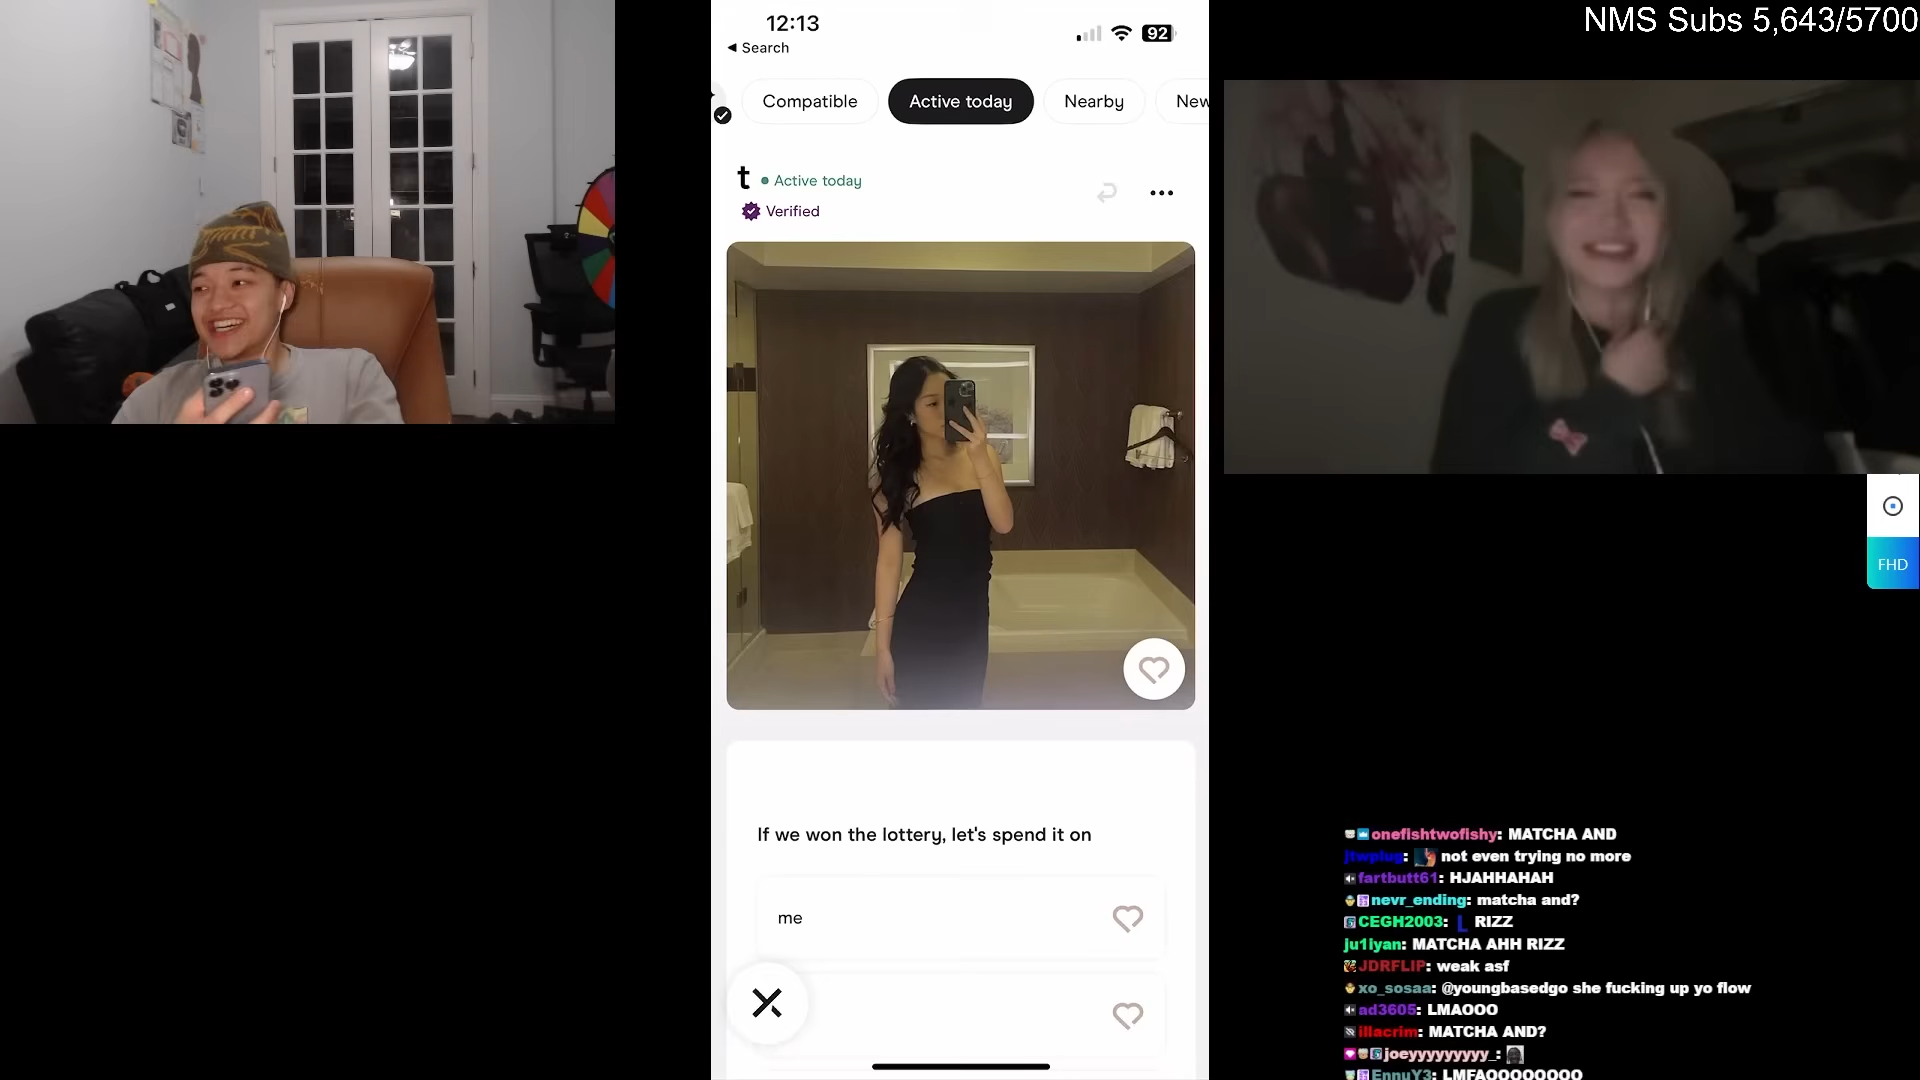 NMS Subs 5,643/5700
12:13
92
Search
Compatible
Active today
Nearby
New
t
Active today
Verified
If we won the lottery, let's spend it on
me
FHD
onefishtwofishy: MATCHA AND
jtwplug: not even trying no more
fartbutt61: HJAHHAHAH
nevr_ending: matcha and?
CEGH2003: L RIZZ
ju1iyan: MATCHA AHH RIZZ
JDRFLIP: weak asf
xo_sosaa: @youngbasedgo she fucking up yo flow
ad3605: LMAOOO
illacrim: MATCHA AND?
joeyyyyyyyyy_:
EnnuY3: LMFAOOOOOOOO